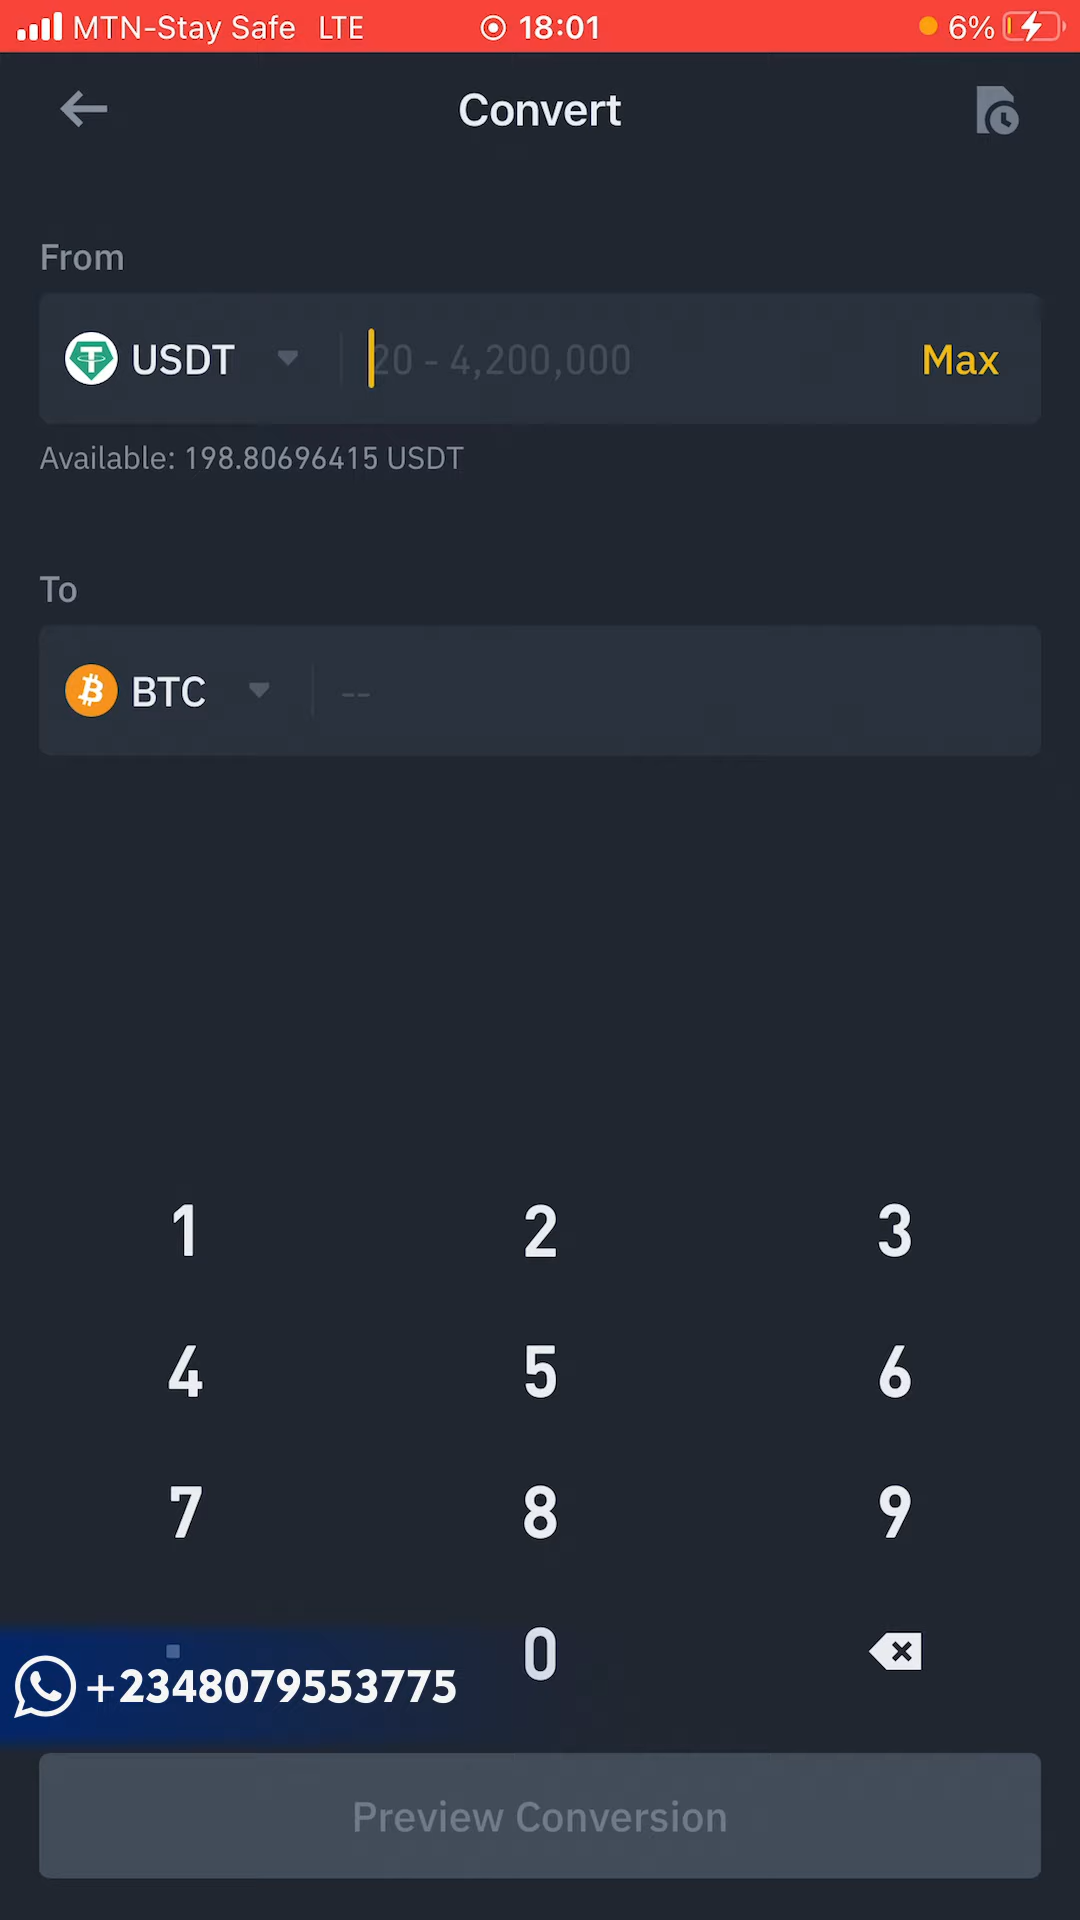 MTN-Stay Safe LTE 18:01 6%
Convert
From
USDT 20 - 4,200,000 Max
Available: 198.80696415 USDT
To
BTC --
1 2 3
4 5 6
7 8 9
. 0
+2348079553775
Preview Conversion